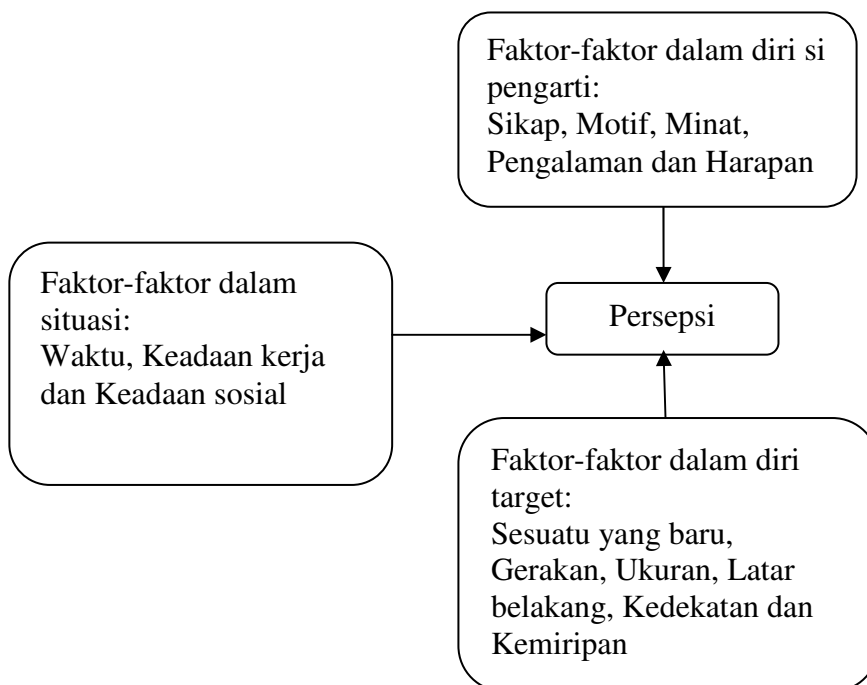 Faktor-faktor dalam diri si
pengarti:
Sikap, Motif, Minat,
Pengalaman dan Harapan
Faktor-faktor dalam
situasi:
Waktu, Keadaan kerja
dan Keadaan sosial
Persepsi
Faktor-faktor dalam diri
target:
Sesuatu yang baru,
Gerakan, Ukuran, Latar
belakang, Kedekatan dan
Kemiripan